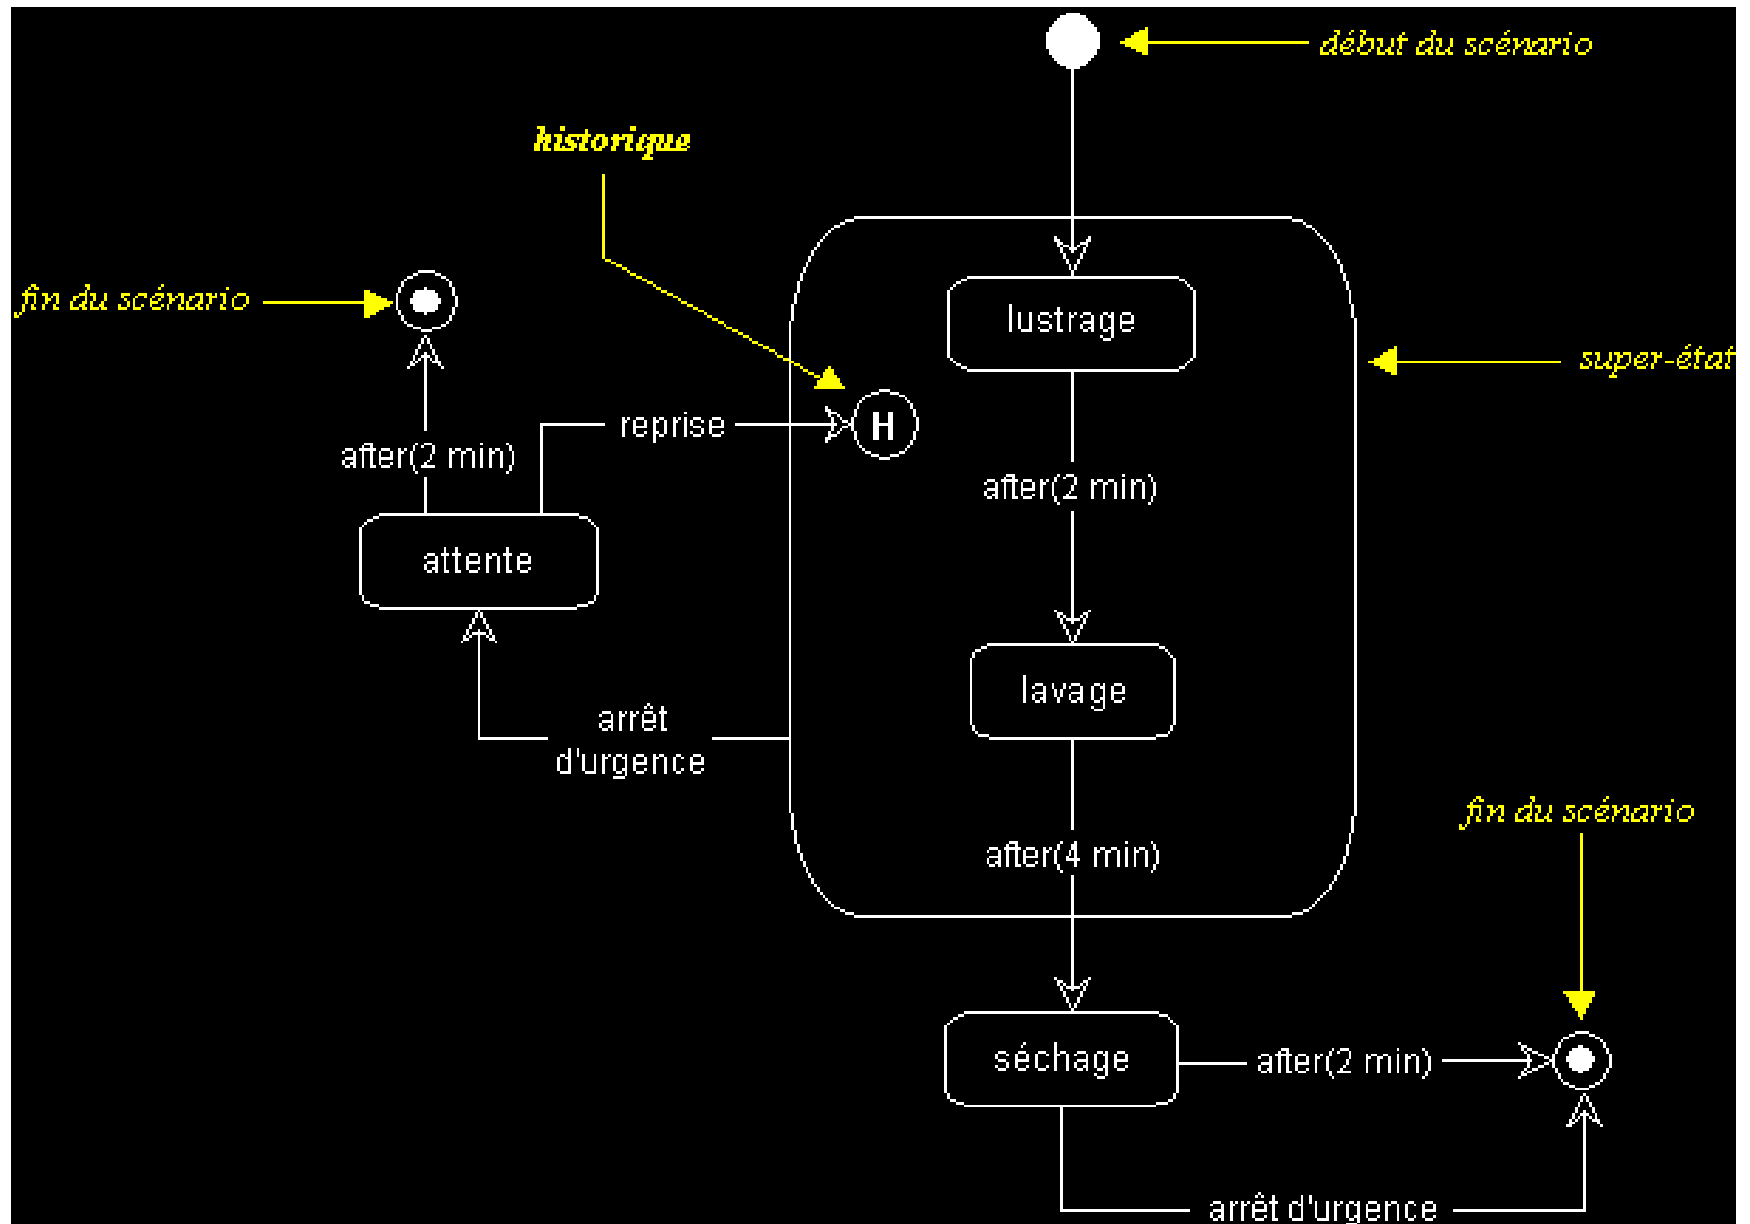 début du scénario
historique
fin du scénario
lustrage
super-état
reprise
H
after(2 min)
after(2 min)
attente
lavage
arrêt
d'urgence
fin du scénario
after(4 min)
séchage
after(2 min)
arrêt d'urgence